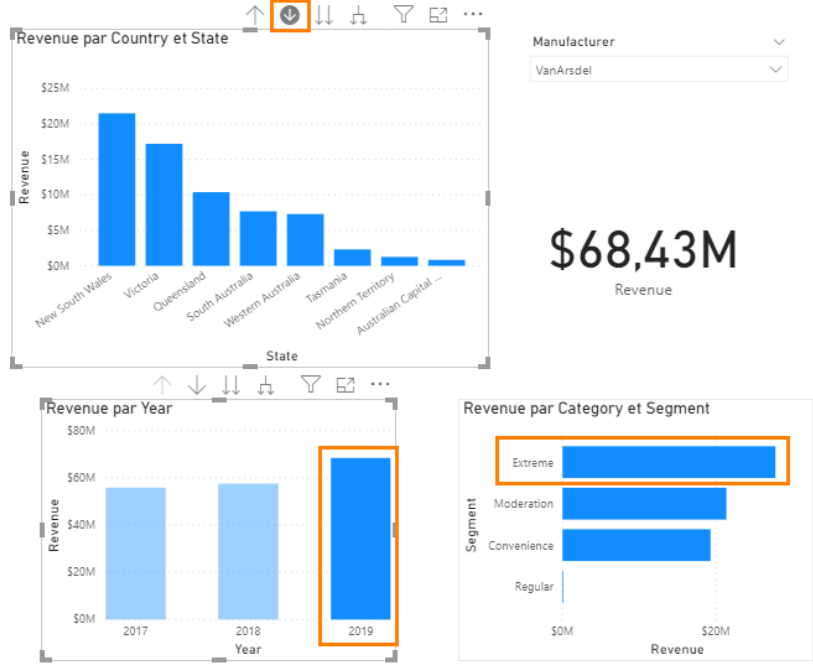 Revenue par Country et State
Revenue
$25M
$20M
$15M
$10M
$5M
$0M
New South Wales
Victoria
Queensland
South Australia
Western Australia
Tasmania
Northern Territory
Australian Capital ...
State
Manufacturer
VanArsdel
$68,43M
Revenue
Revenue par Year
Revenue
$80M
$60M
$40M
$20M
$0M
2017 2018 2019
Year
Revenue par Category et Segment
Segment
Extreme
Moderation
Convenience
Regular
$0M $20M
Revenue